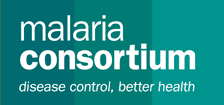 malaria
consortium
disease control, better health